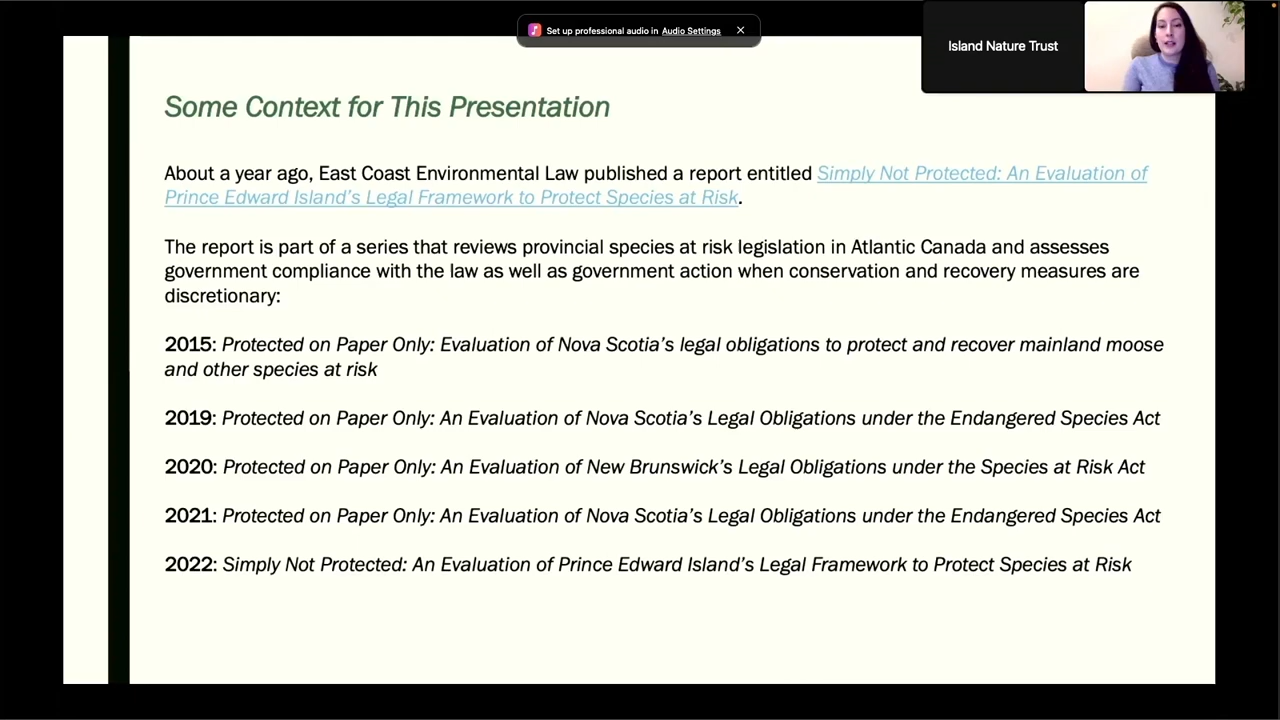 Set up professional audio in Audio Settings
Island Nature Trust
Some Context for This Presentation
About a year ago, East Coast Environmental Law published a report entitled Simply Not Protected: An Evaluation of
Prince Edward Island’s Legal Framework to Protect Species at Risk.
The report is part of a series that reviews provincial species at risk legislation in Atlantic Canada and assesses
government compliance with the law as well as government action when conservation and recovery measures are
discretionary:
2015: Protected on Paper Only: Evaluation of Nova Scotia’s legal obligations to protect and recover mainland moose
and other species at risk
2019: Protected on Paper Only: An Evaluation of Nova Scotia’s Legal Obligations under the Endangered Species Act
2020: Protected on Paper Only: An Evaluation of New Brunswick’s Legal Obligations under the Species at Risk Act
2021: Protected on Paper Only: An Evaluation of Nova Scotia’s Legal Obligations under the Endangered Species Act
2022: Simply Not Protected: An Evaluation of Prince Edward Island’s Legal Framework to Protect Species at Risk